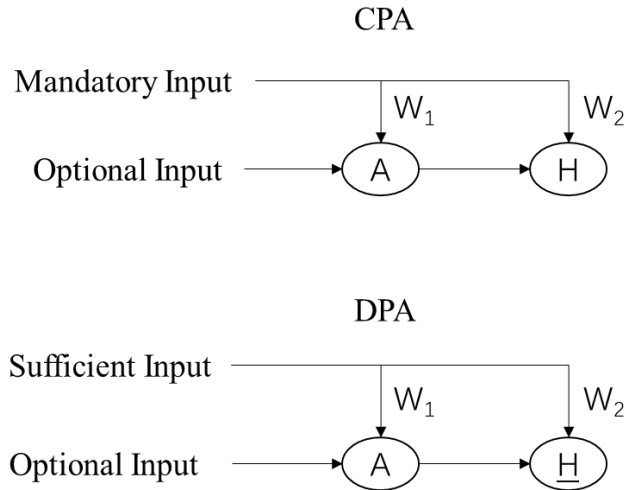 CPA
Mandatory Input
W₁
W₂
Optional Input
A
H
DPA
Sufficient Input
W₁
W₂
Optional Input
A
H